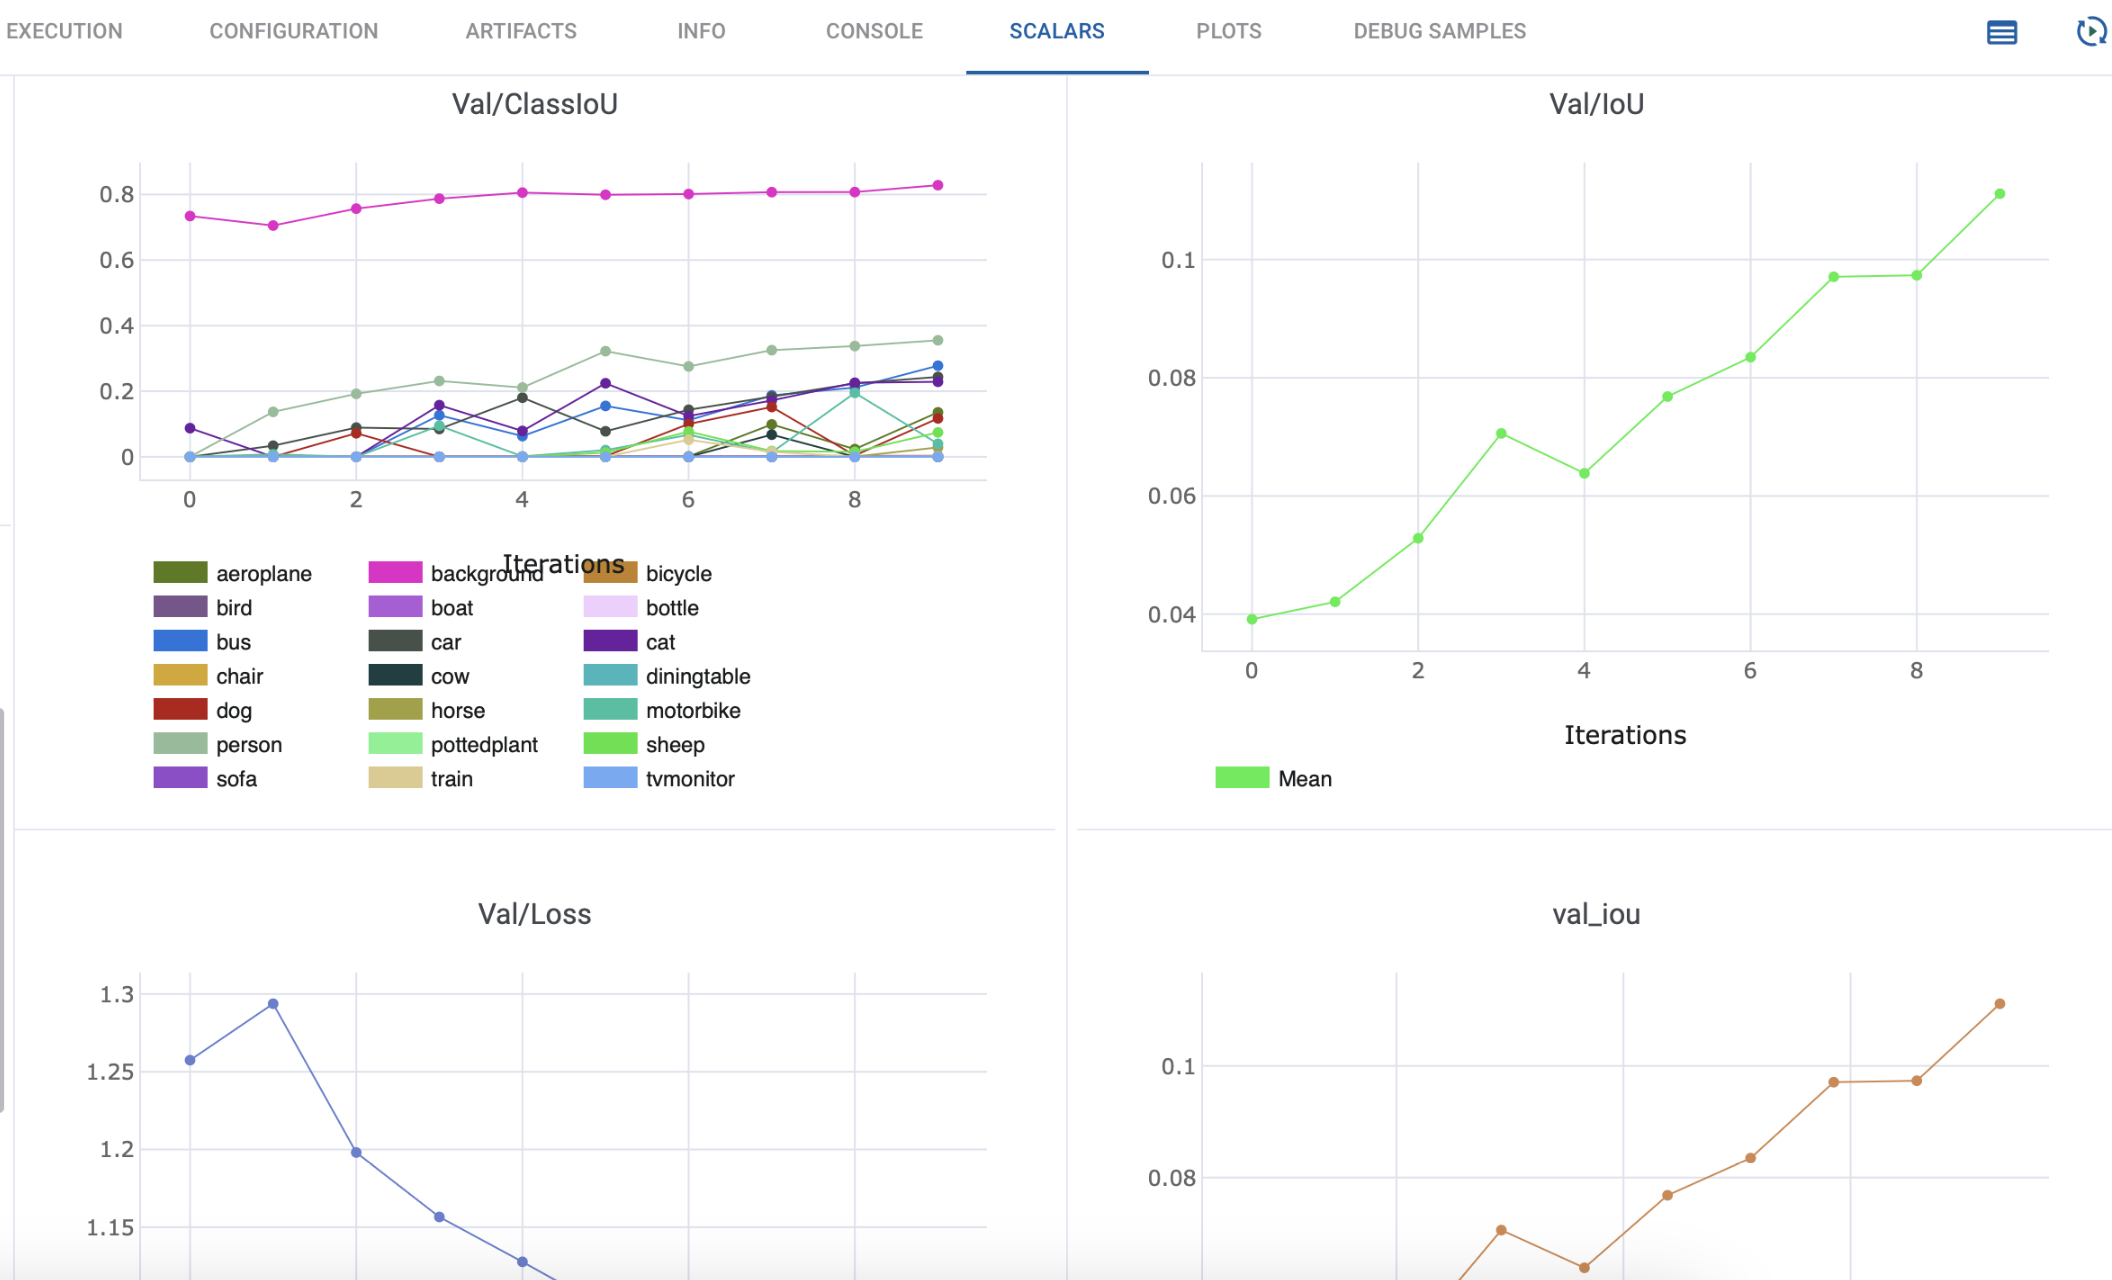 EXECUTION CONFIGURATION ARTIFACTS INFO CONSOLE SCALARS PLOTS DEBUG SAMPLES
Val/ClassIoU
0.8
0.6
0.4
0.2
0
0 2 4 6 8
Iterations
aeroplane background bicycle
bird boat bottle
bus car cat
chair cow diningtable
dog horse motorbike
person pottedplant sheep
sofa train tvmonitor
Val/IoU
0.1
0.08
0.06
0.04
0 2 4 6 8
Iterations
Mean
Val/Loss
1.3
1.25
1.2
1.15
val_iou
0.1
0.08